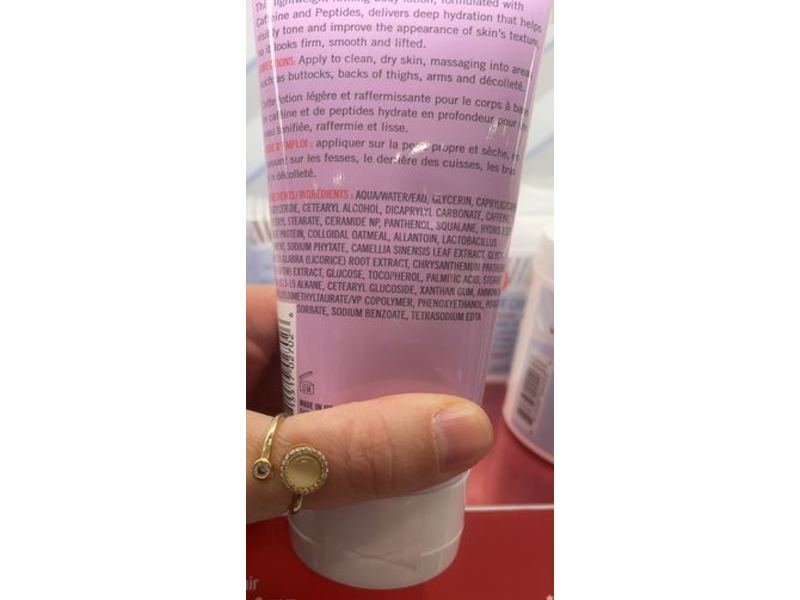 lightweight firming body lotion, formulated with
Caffeine and Peptides, delivers deep hydration that helps
visibly tone and improve the appearance of skin's texture,
so it looks firm, smooth and lifted.
DIRECTIONS: Apply to clean, dry skin, massaging into areas
such as buttocks, backs of thighs, arms and décolleté.
Cette lotion légère et raffermissante pour le corps à base
de caféine et de peptides hydrate en profondeur pour une
peau tonifiée, raffermie et lisse.
MODE D'EMPLOI : appliquer sur la peau propre et sèche, en
massant sur les fesses, le derrière des cuisses, les bras
décolleté.
INGREDIENTS/INGRÉDIENTS : AQUA/WATER/EAU, GLYCERIN, CAPRYLIC/
CETEARYL ALCOHOL, DICAPRYLYL CARBONATE, CAFFEINE,
STEARATE, CERAMIDE NP, PANTHENOL, SQUALANE,
PROTEIN, COLLOIDAL OATMEAL, ALLANTOIN, LACTOBACILLUS
SODIUM PHYTATE, CAMELLIA SINENSIS LEAF EXTRACT,
GLABRA (LICORICE) ROOT EXTRACT, CHRYSANTHEMUM
EXTRACT, GLUCOSE, TOCOPHEROL, PALMITIC ACID,
ALKANE, CETEARYL GLUCOSIDE, XANTHAN GUM,
COPOLYMER, PHENOXYETHANOL,
SORBATE, SODIUM BENZOATE, TETRASODIUM EDTA
MADE IN